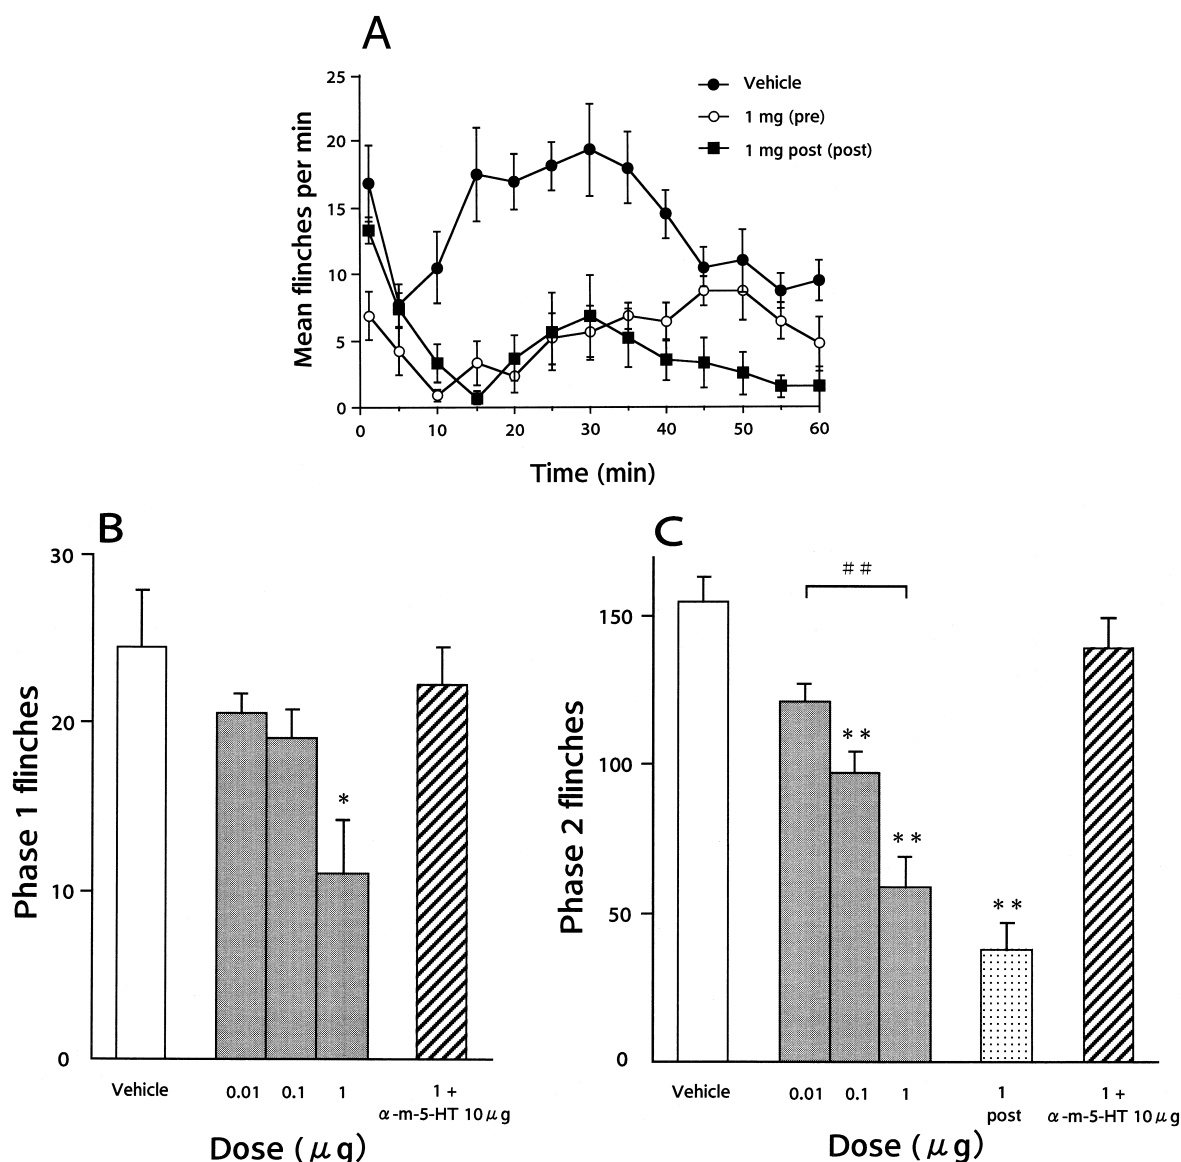 A
25
20
15
10
5
0
Mean flinches per min
Vehicle
1 mg (pre)
1 mg post (post)
0 10 20 30 40 50 60
Time (min)
B
30
20
10
0
Phase 1 flinches
*
Vehicle 0.01 0.1 1 1 +
α-m-5-HT 10 μg
Dose (μg)
C
150
100
50
0
Phase 2 flinches
##
**
**
**
Vehicle 0.01 0.1 1 1 1 +
post α-m-5-HT 10 μg
Dose (μg)